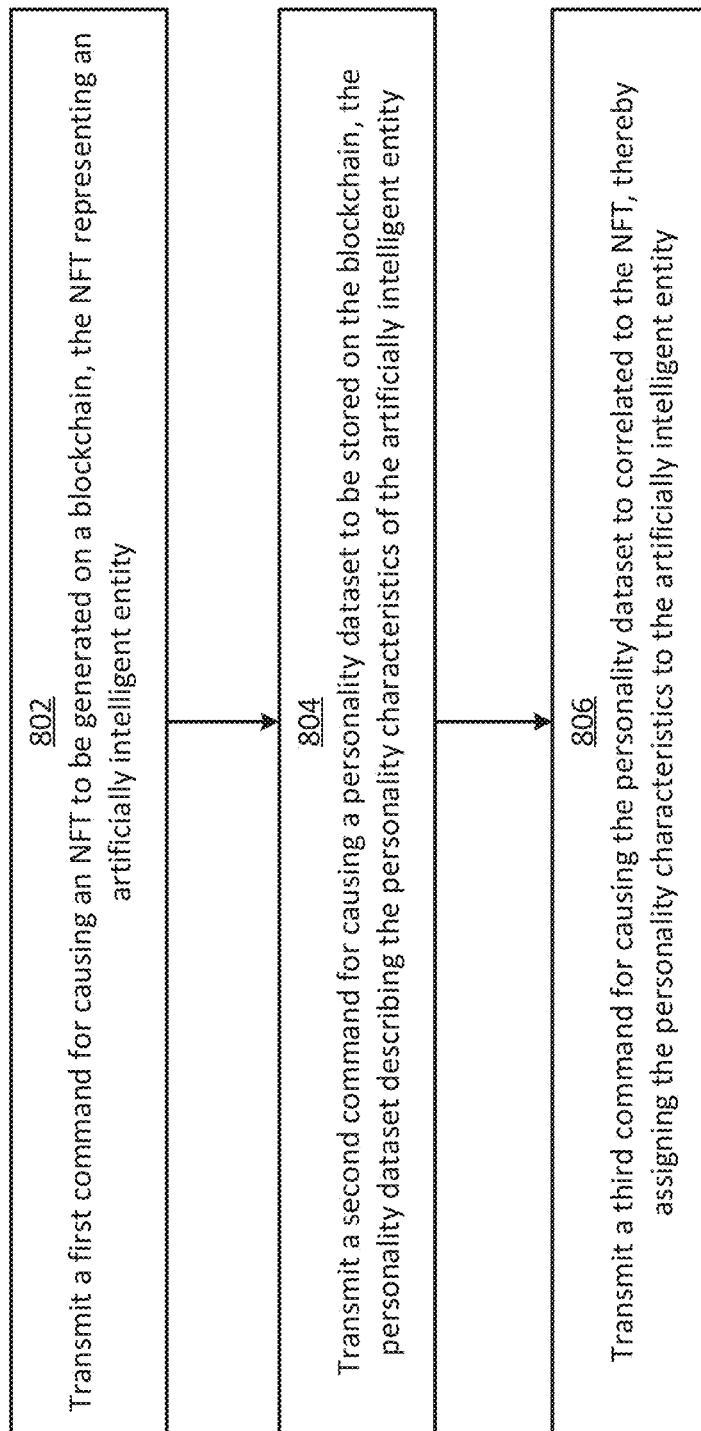 802
Transmit a first command for causing an NFT to be generated on a blockchain, the NFT representing an
artificially intelligent entity
804
Transmit a second command for causing a personality dataset to be stored on the blockchain, the
personality dataset describing the personality characteristics of the artificially intelligent entity
806
Transmit a third command for causing the personality dataset to correlated to the NFT, thereby
assigning the personality characteristics to the artificially intelligent entity